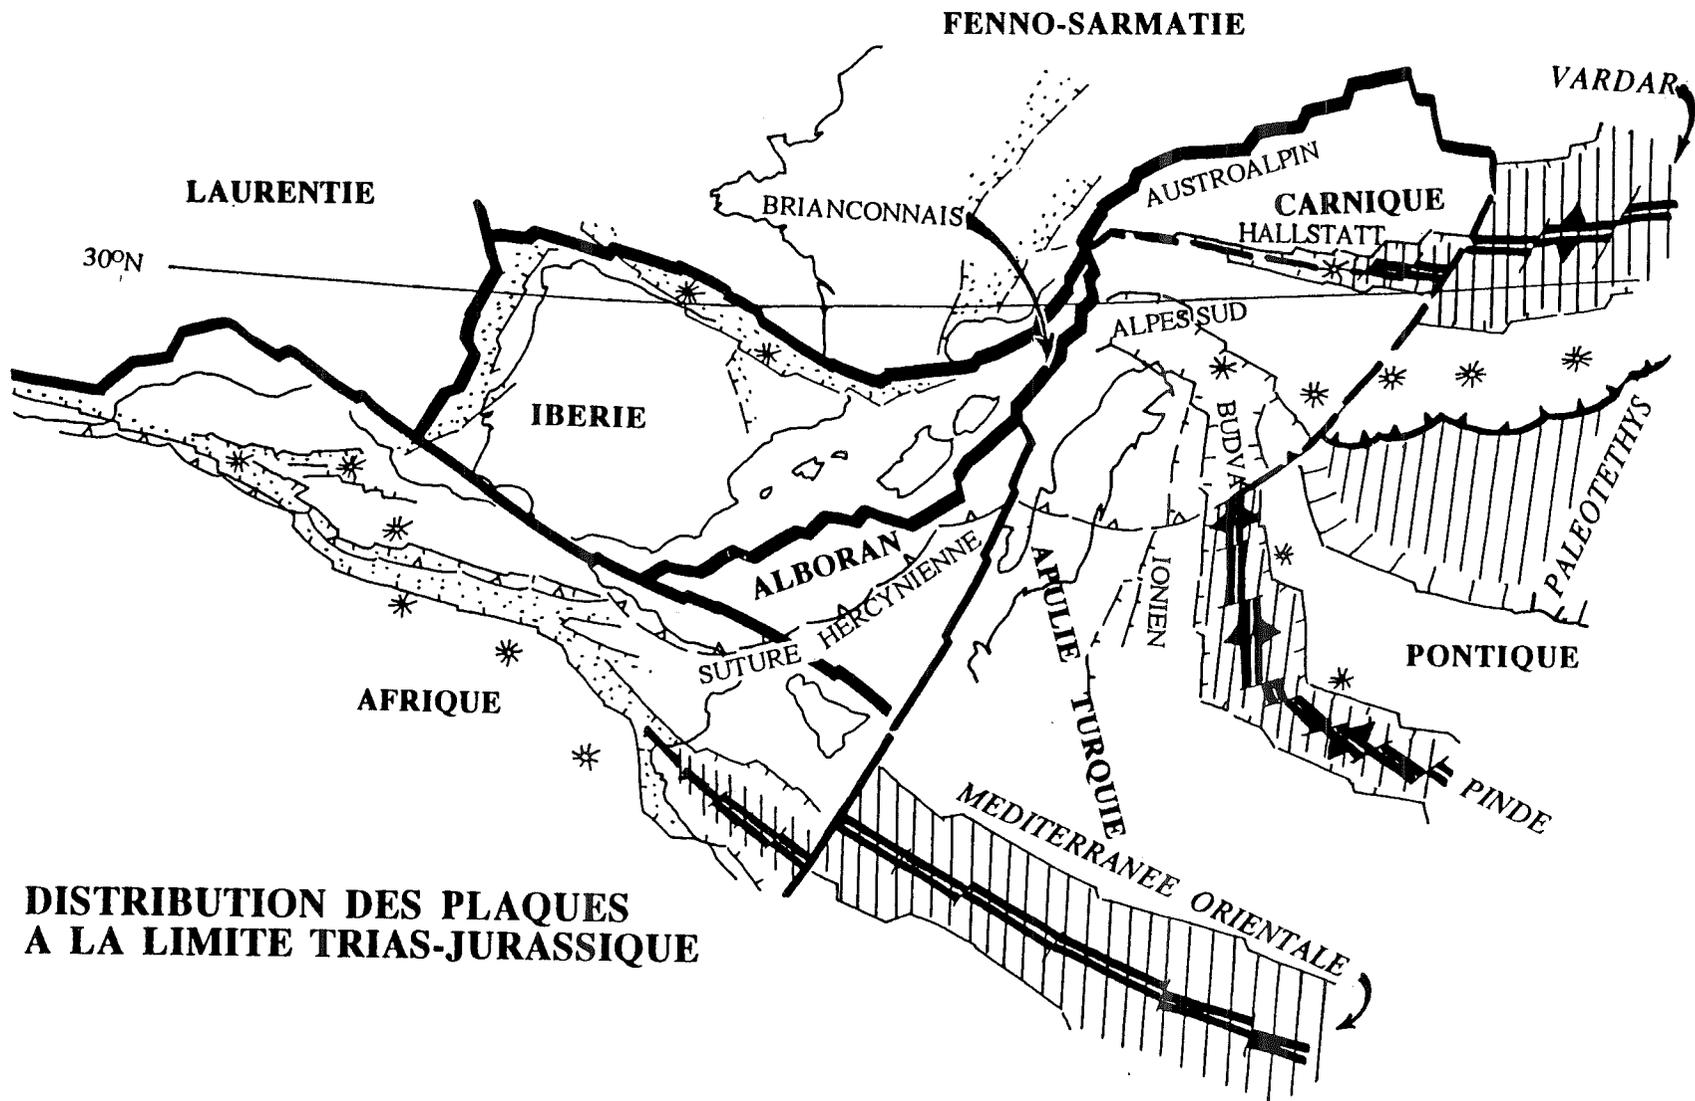 FENNO-SARMATIE
VARDAR
LAURENTIE
BRIANCONNAIS
AUSTROALPIN
CARNIQUE
HALLSTATT
30ºN
ALPES SUD
IBERIE
BUDVA
PALEOTETHYS
ALBORAN
SUTURE HERCYNIENNE
APULIE
IONIEN
TURQUIE
PONTIQUE
AFRIQUE
PINDE
MEDITERRANEE ORIENTALE
DISTRIBUTION DES PLAQUES
A LA LIMITE TRIAS-JURASSIQUE